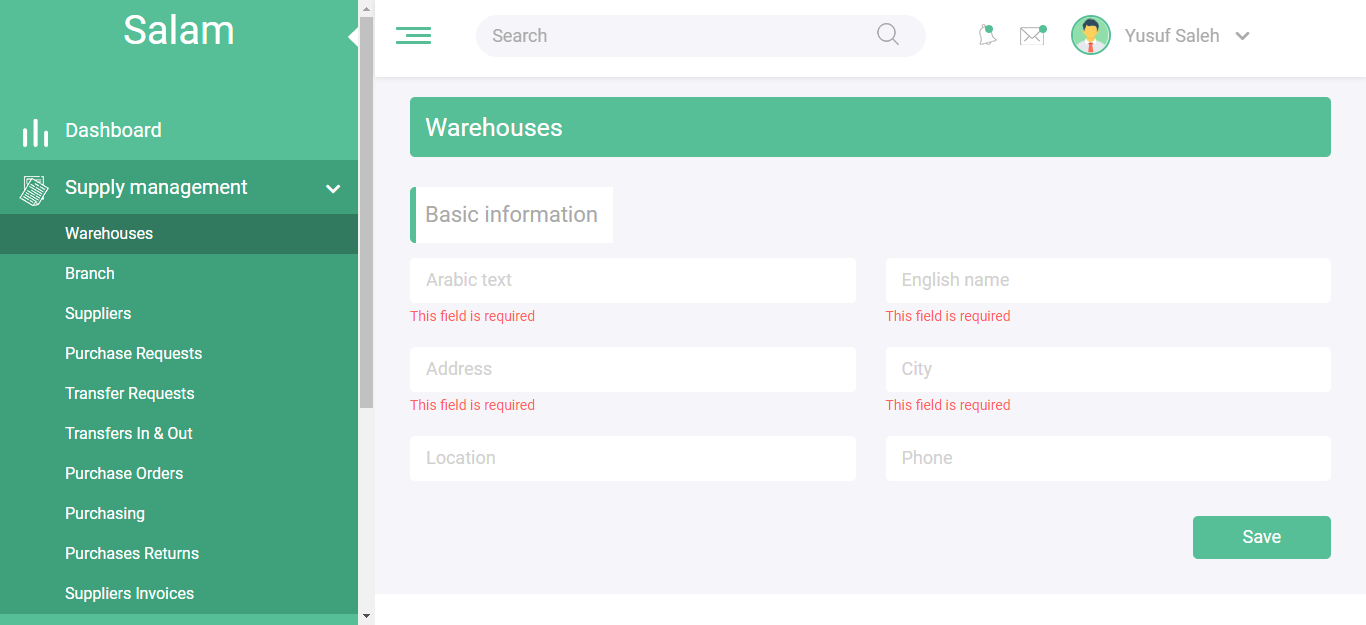 Salam
Dashboard
Supply management
Warehouses
Branch
Suppliers
Purchase Requests
Transfer Requests
Transfers In & Out
Purchase Orders
Purchasing
Purchases Returns
Suppliers Invoices
Search
Yusuf Saleh
Warehouses
Basic information
Arabic text
English name
This field is required
This field is required
Address
City
This field is required
This field is required
Location
Phone
Save